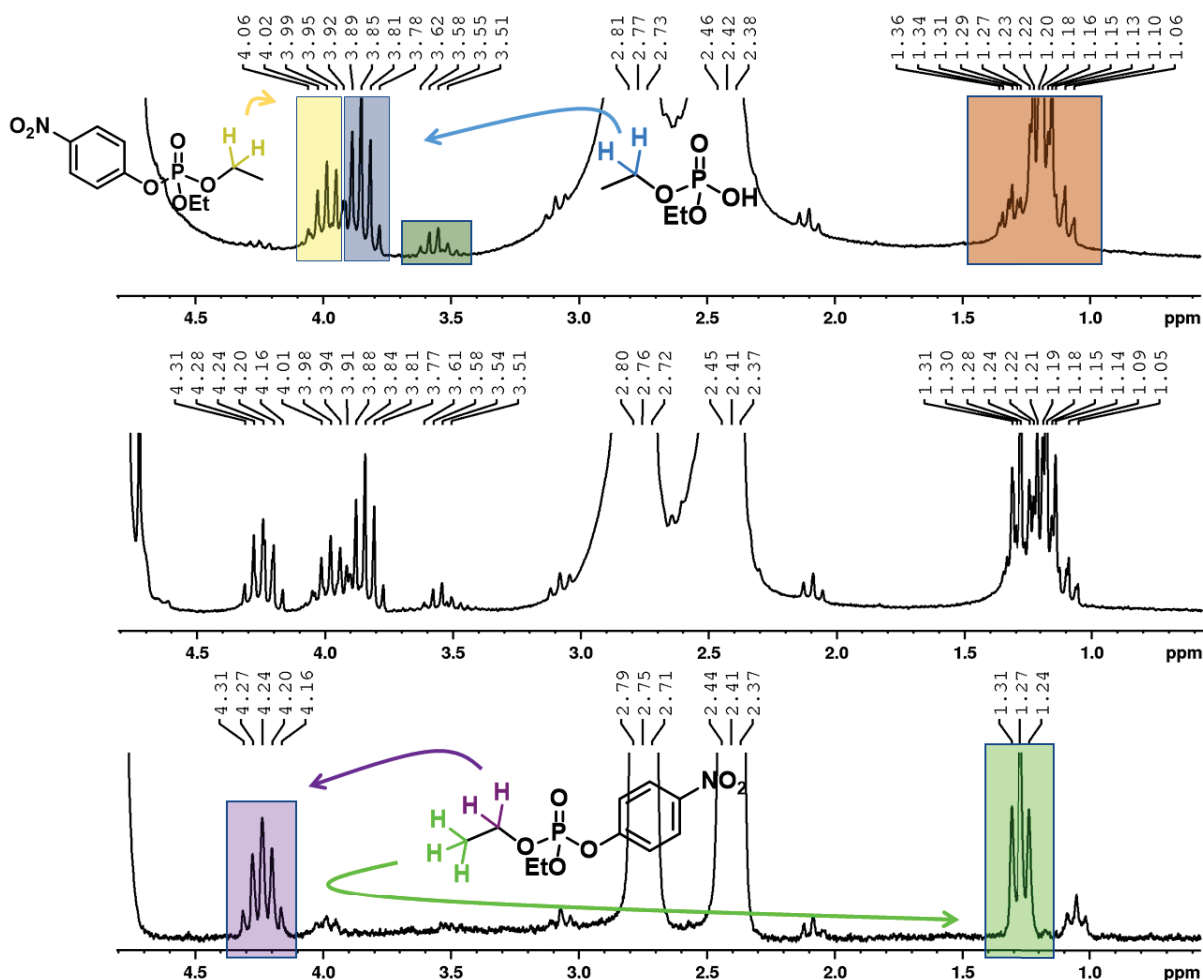 4.06 4.02 3.99 3.95 3.92 3.89 3.85 3.81 3.78 3.62 3.58 3.55 3.51 2.81 2.77 2.73 2.46 2.42 2.38 1.36 1.34 1.31 1.29 1.27 1.23 1.22 1.20 1.18 1.16 1.15 1.13 1.10 1.06
O₂N
H
H
O
P
O
O
OEt
H
H
O
P
O
OH
EtO
4.5 4.0 3.5 3.0 2.5 2.0 1.5 1.0 ppm
4.31 4.28 4.24 4.20 4.16 4.01 3.98 3.94 3.91 3.88 3.84 3.81 3.77 3.61 3.58 3.54 3.51 2.80 2.76 2.72 2.45 2.41 2.37 1.31 1.30 1.28 1.24 1.22 1.21 1.19 1.18 1.15 1.14 1.09 1.05
4.5 4.0 3.5 3.0 2.5 2.0 1.5 1.0 ppm
4.31 4.27 4.24 4.20 4.16 2.79 2.75 2.71 2.44 2.41 2.37 1.31 1.27 1.24
NO₂
H
H
O
H
H
H
O
P
O
EtO
4.5 4.0 3.5 3.0 2.5 2.0 1.5 1.0 ppm